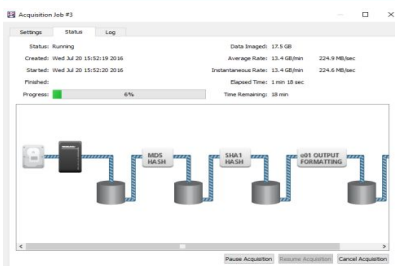 Acquisition Job #3
Settings Status Log
Status: Running
Data Imaged: 17.5 GB
Created: Wed Jul 20 15:52:19 2016
Average Rate: 13.4 GB/min 224.9 MB/sec
Started: Wed Jul 20 15:52:20 2016
Instantaneous Rate: 13.4 GB/min 224.6 MB/sec
Finished:
Elapsed Time: 1 min 18 sec
Progress: 6%
Time Remaining: 18 min
MD5 HASH
SHA1 HASH
e01 OUTPUT FORMATTING
Pause Acquisition Resume Acquisition Cancel Acquisition